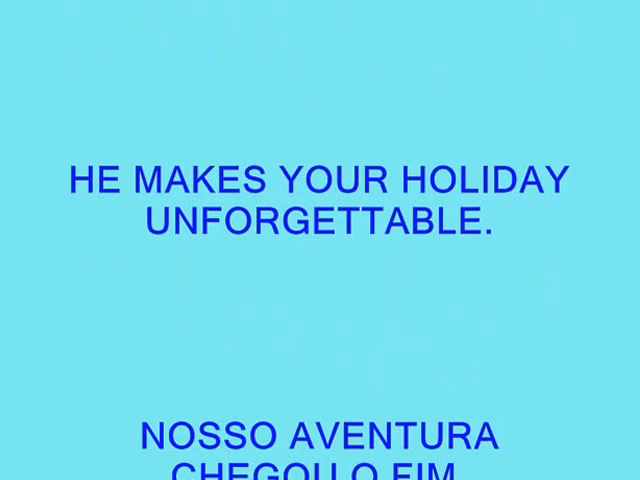 HE MAKES YOUR HOLIDAY
UNFORGETTABLE.
NOSSO AVENTURA
CHEGOU O FIM